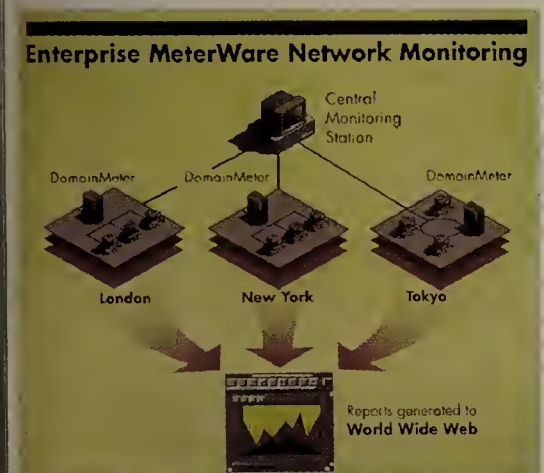 Enterprise MeterWare Network Monitoring
Central
Monitoring
Station
DomainMeter
DomainMeter
DomainMeter
London
New York
Tokyo
Reports generated to
World Wide Web